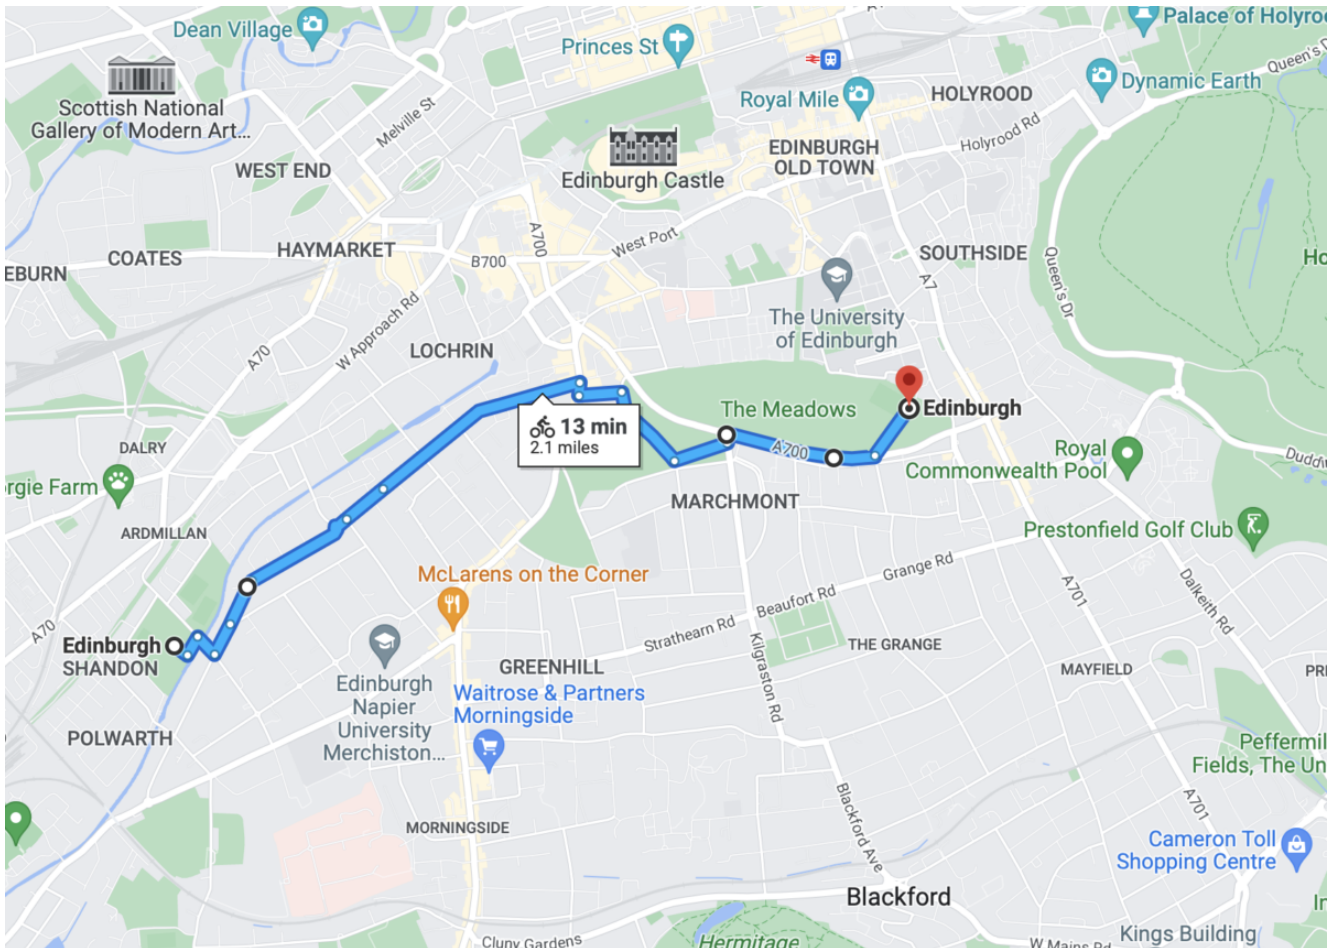 Dean Village
Princes St
Palace of Holyroo
Queen's D
Scottish National
Gallery of Modern Art...
Melville St
Royal Mile
HOLYROOD
Dynamic Earth
WEST END
Edinburgh Castle
EDINBURGH
OLD TOWN
Holyrood Rd
COATES
HAYMARKET
A700
B700
West Port
SOUTHSIDE
Queen's Dr
Ho
EBURN
W Approach Rd
A70
LOCHRIN
The University
of Edinburgh
A7
13 min
2.1 miles
The Meadows
Edinburgh
A700
Royal
Commonwealth Pool
Duddin
DALRY
orgie Farm
ARDMILLAN
MARCHMONT
Prestonfield Golf Club
McLarens on the Corner
Grange Rd
Beaufort Rd
Strathearn Rd
A701
Dalkeith Rd
A70
Edinburgh
SHANDON
Edinburgh
Napier
University
Merchiston...
GREENHILL
Waitrose & Partners
Morningside
Kilgraston Rd
THE GRANGE
MAYFIELD
PRE
POLWARTH
Peffermil
Fields, The Un
MORNINGSIDE
Blackford Ave
A701
Cameron Toll
Shopping Centre
Blackford
In
Cluny Gardens
Hermitage
W Mains Rd
Kings Building